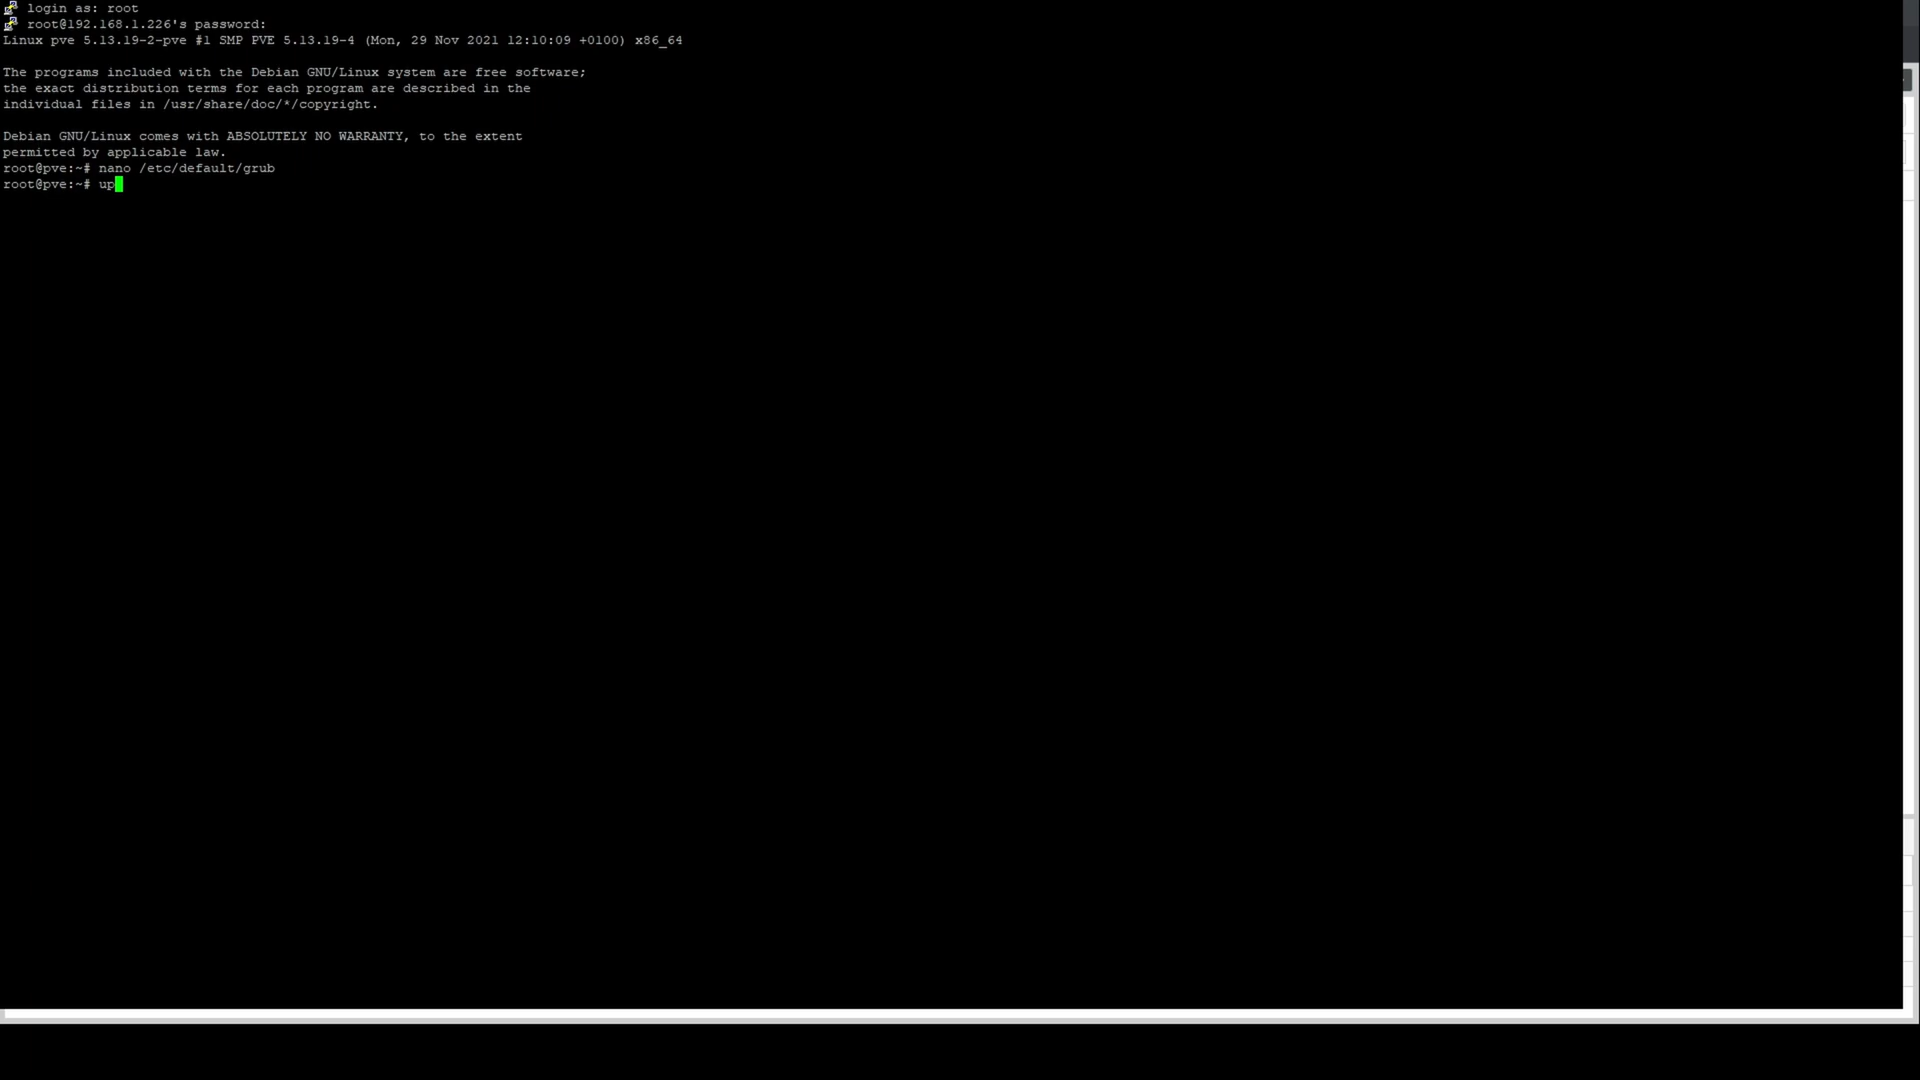 login as: root
root@192.168.1.226's password:
Linux pve 5.13.19-2-pve #1 SMP PVE 5.13.19-4 (Mon, 29 Nov 2021 12:10:09 +0100) x86_64
The programs included with the Debian GNU/Linux system are free software;
the exact distribution terms for each program are described in the
individual files in /usr/share/doc/*/copyright.
Debian GNU/Linux comes with ABSOLUTELY NO WARRANTY, to the extent
permitted by applicable law.
root@pve:~# nano /etc/default/grub
root@pve:~# up